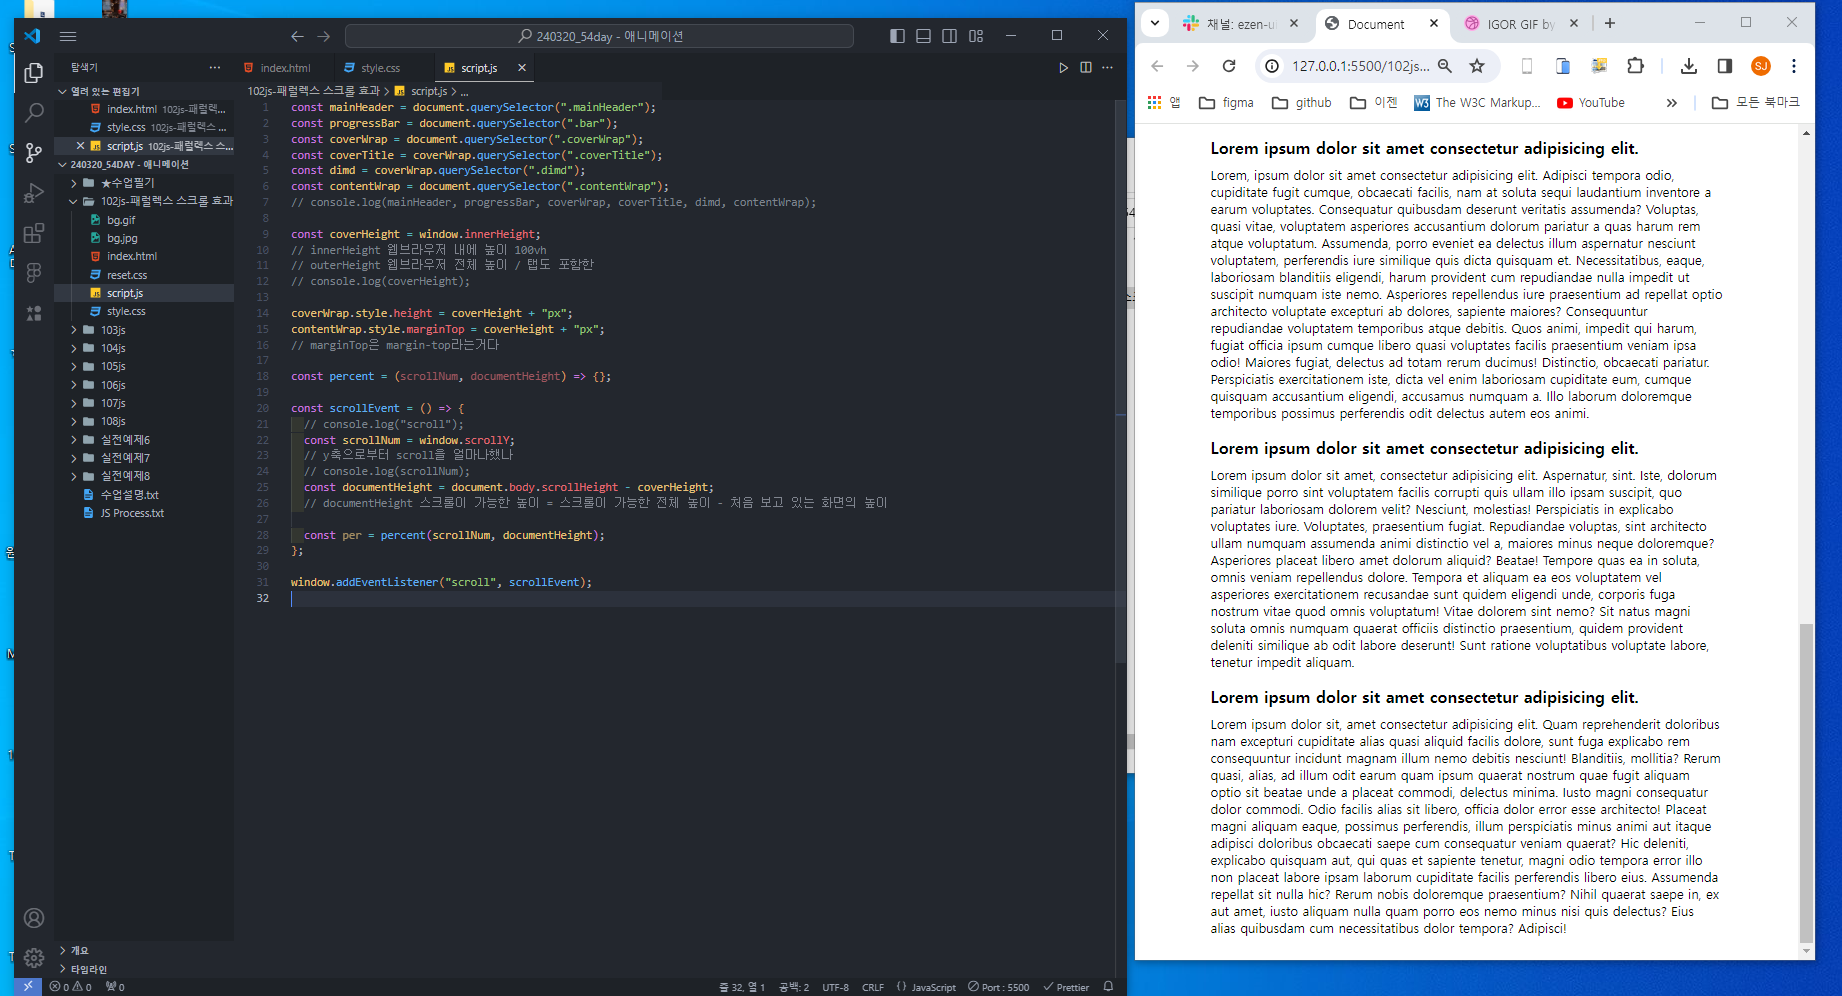 240320_54day - 애니메이션
탐색기
index.html
style.css
script.js
열려 있는 편집기
index.html 102js-패럴렉...
style.css 102js-패럴렉스 ...
script.js 102js-패럴렉스 스...
240320_54DAY - 애니메이션
★수업필기
102js-패럴렉스 스크롤 효과
bg.gif
bg.jpg
index.html
reset.css
script.js
style.css
103js
104js
105js
106js
107js
108js
실전예제6
실전예제7
실전예제8
수업설명.txt
JS Process.txt
개요
타임라인
102js-패럴렉스 스크롤 효과 > script.js > ...
1 const mainHeader = document.querySelector(".mainHeader");
2 const progressBar = document.querySelector(".bar");
3 const coverWrap = document.querySelector(".coverWrap");
4 const coverTitle = coverWrap.querySelector(".coverTitle");
5 const dimd = coverWrap.querySelector(".dimd");
6 const contentWrap = document.querySelector(".contentWrap");
7 // console.log(mainHeader, progressBar, coverWrap, coverTitle, dimd, contentWrap);
8
9 const coverHeight = window.innerHeight;
10 // innerHeight 웹브라우저 내에 높이 100vh
11 // outerHeight 웹브라우저 전체 높이 / 탭도 포함한
12 // console.log(coverHeight);
13
14 coverWrap.style.height = coverHeight + "px";
15 contentWrap.style.marginTop = coverHeight + "px";
16 // marginTop은 margin-top라는거다
17
18 const percent = (scrollNum, documentHeight) => {};
19
20 const scrollEvent = () => {
21 // console.log("scroll");
22 const scrollNum = window.scrollY;
23 // y축으로부터 scroll을 얼마나했나
24 // console.log(scrollNum);
25 const documentHeight = document.body.scrollHeight - coverHeight;
26 // documentHeight 스크롤이 가능한 높이 = 스크롤이 가능한 전체 높이 - 처음 보고 있는 화면의 높이
27
28 const per = percent(scrollNum, documentHeight);
29 };
30
31 window.addEventListener("scroll", scrollEvent);
32
0 0 0
줄 32, 열 1 공백: 2 UTF-8 CRLF {} JavaScript Port : 5500 Prettier
채널: ezen-u
Document
IGOR GIF by
127.0.0.1:5500/102js...
SJ
앱 figma github 이젠 The W3C Markup... YouTube » 모든 북마크
Lorem ipsum dolor sit amet consectetur adipisicing elit.
Lorem, ipsum dolor sit amet consectetur adipisicing elit. Adipisci tempora odio,
cupiditate fugit cumque, obcaecati facilis, nam at soluta sequi laudantium inventore a
earum voluptates. Consequatur quibusdam deserunt veritatis assumenda? Voluptas,
quasi vitae, voluptatem asperiores accusantium dolorum pariatur a quas harum rem
atque voluptatum. Assumenda, porro eveniet ea delectus illum aspernatur nesciunt
voluptatem, perferendis iure similique quis dicta quisquam et. Necessitatibus, eaque,
laboriosam blanditiis eligendi, harum provident cum repudiandae nulla impedit ut
suscipit numquam iste nemo. Asperiores repellendus iure praesentium ad repellat optio
architecto voluptate excepturi ab dolores, sapiente maiores? Consequuntur
repudiandae voluptatem temporibus atque debitis. Quos animi, impedit qui harum,
fugiat officia ipsum cumque libero quasi voluptates facilis praesentium veniam ipsa
odio! Maiores fugiat, delectus ad totam rerum ducimus! Distinctio, obcaecati pariatur.
Perspiciatis exercitationem iste, dicta vel enim laboriosam cupiditate eum, cumque
quisquam accusantium eligendi, accusamus numquam a. Illo laborum doloremque
temporibus possimus perferendis odit delectus autem eos animi.
Lorem ipsum dolor sit amet consectetur adipisicing elit.
Lorem ipsum dolor sit amet, consectetur adipisicing elit. Aspernatur, sint. Iste, dolorum
similique porro sint voluptatem facilis corrupti quis ullam illo ipsam suscipit, quo
pariatur laboriosam dolorem velit? Nesciunt, molestias! Perspiciatis in explicabo
voluptates iure. Voluptates, praesentium fugiat. Repudiandae voluptas, sint architecto
ullam numquam assumenda animi distinctio vel a, maiores minus neque doloremque?
Asperiores placeat libero amet dolorum aliquid? Beatae! Tempore quas ea in soluta,
omnis veniam repellendus dolore. Tempora et aliquam ea eos voluptatem vel
asperiores exercitationem recusandae sunt quidem eligendi unde, corporis fuga
nostrum vitae quod omnis voluptatum! Vitae dolorem sint nemo? Sit natus magni
soluta omnis numquam quaerat officiis distinctio praesentium, quidem provident
deleniti similique ab odit labore deserunt! Sunt ratione voluptatibus voluptate labore,
tenetur impedit aliquam.
Lorem ipsum dolor sit amet consectetur adipisicing elit.
Lorem ipsum dolor sit, amet consectetur adipisicing elit. Quam reprehenderit doloribus
nam excepturi cupiditate alias quasi aliquid facilis dolore, sunt fuga explicabo rem
consequuntur incidunt magnam illum nemo debitis nesciunt! Blanditiis, mollitia? Rerum
quasi, alias, ad illum odit earum quam ipsum quaerat nostrum quae fugit aliquam
optio sit beatae unde a placeat commodi, delectus minima. Iusto magni consequatur
dolor commodi. Odio facilis alias sit libero, officia dolor error esse architecto! Placeat
magni aliquam eaque, possimus perferendis, illum perspiciatis minus animi aut itaque
adipisci doloribus obcaecati saepe cum consequatur veniam quaerat? Hic deleniti,
explicabo quisquam aut, qui quas et sapiente tenetur, magni odio tempora error illo
non placeat labore ipsam laborum cupiditate facilis perferendis libero eius. Assumenda
repellat sit nulla hic? Rerum nobis doloremque praesentium? Nihil quaerat saepe in, ex
aut amet, iusto aliquam nulla quam porro eos nemo minus nisi quis delectus? Eius
alias quibusdam cum necessitatibus dolor tempora? Adipisci!